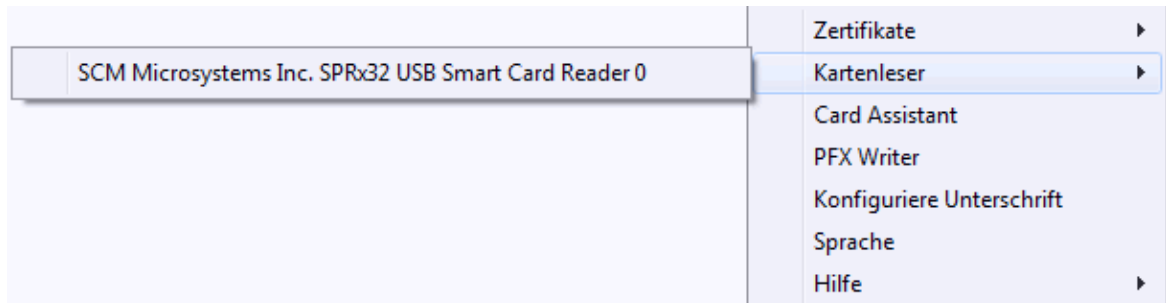 Zertifikate
SCM Microsystems Inc. SPRx32 USB Smart Card Reader 0
Kartenleser
Card Assistant
PFX Writer
Konfiguriere Unterschrift
Sprache
Hilfe